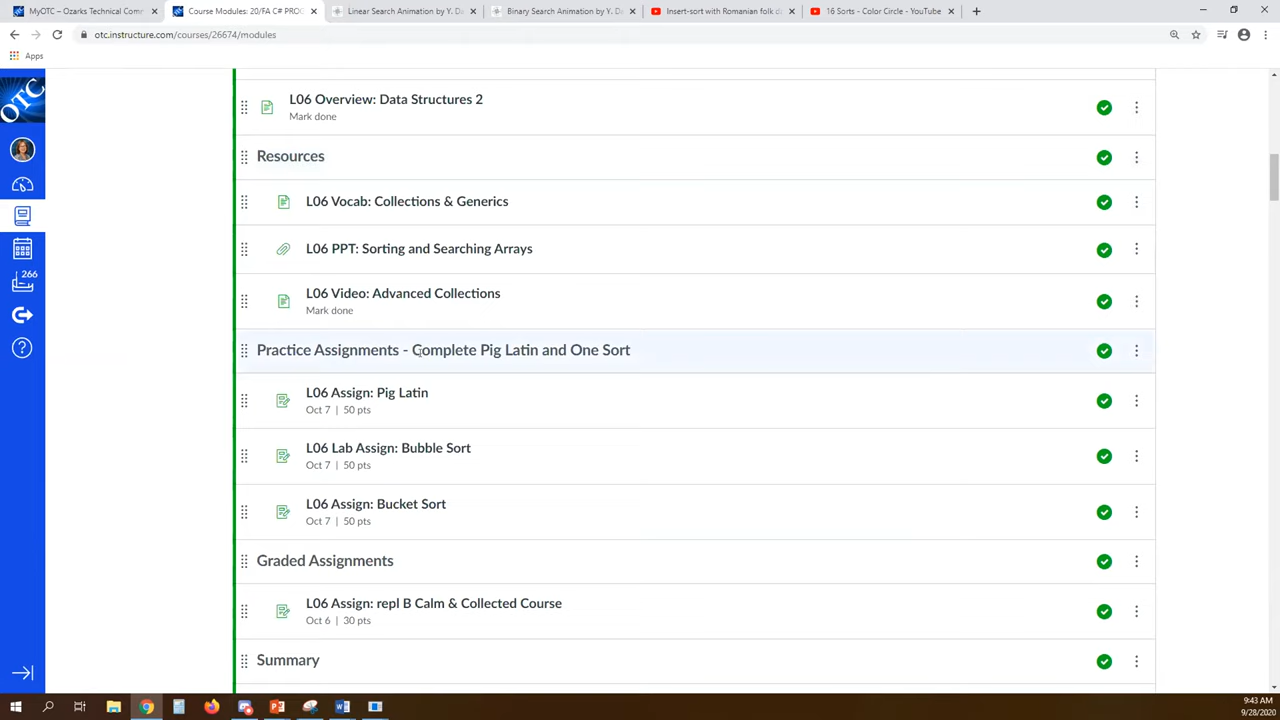 MyOTC – Ozarks Technical Comm
Course Modules: 20/FA C# PROG
Linear Search Animation by Y. Da
Binary Search Animation by Y. Da
Insert-sort with Romanian folk da
16 Sorts - Color Circle - YouTube
otc.instructure.com/courses/26674/modules
Apps
OTC
L06 Overview: Data Structures 2
Mark done
Resources
L06 Vocab: Collections & Generics
L06 PPT: Sorting and Searching Arrays
266
L06 Video: Advanced Collections
Mark done
Practice Assignments - Complete Pig Latin and One Sort
L06 Assign: Pig Latin
Oct 7 | 50 pts
L06 Lab Assign: Bubble Sort
Oct 7 | 50 pts
L06 Assign: Bucket Sort
Oct 7 | 50 pts
Graded Assignments
L06 Assign: repl B Calm & Collected Course
Oct 6 | 30 pts
Summary
9:43 AM
9/28/2020